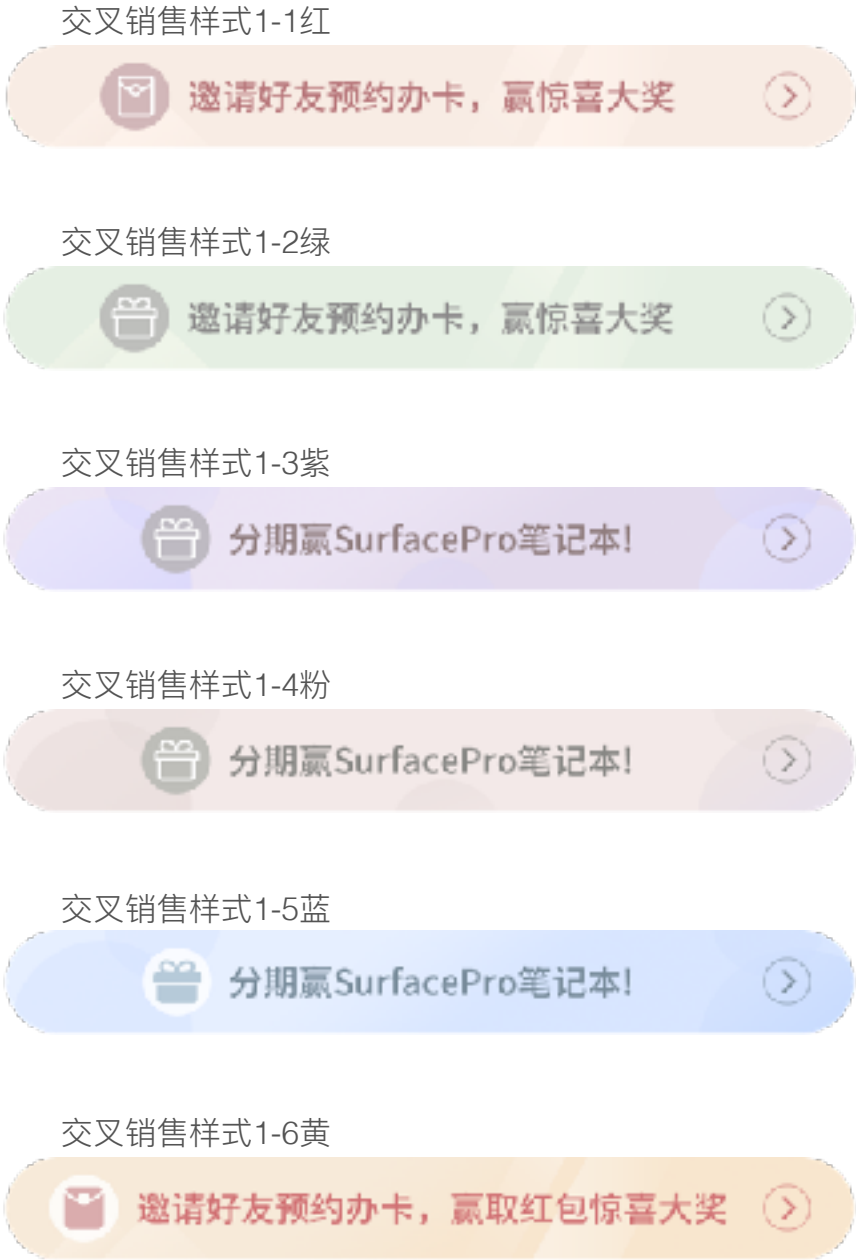 交叉销售样式1-1红
邀请好友预约办卡，赢惊喜大奖
交叉销售样式1-2绿
邀请好友预约办卡，赢惊喜大奖
交叉销售样式1-3紫
分期赢SurfacePro笔记本!
交叉销售样式1-4粉
分期赢SurfacePro笔记本!
交叉销售样式1-5蓝
分期赢SurfacePro笔记本!
交叉销售样式1-6黄
邀请好友预约办卡，赢取红包惊喜大奖